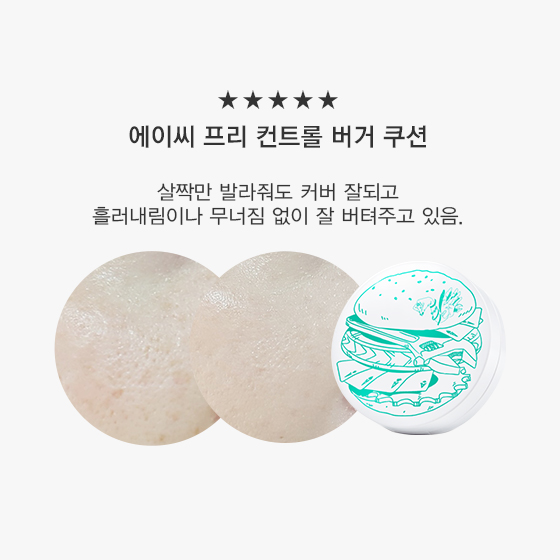 ★★★★★
에이씨 프리 컨트롤 버거 쿠션
살짝만 발라줘도 커버 잘되고
흘러내림이나 무너짐 없이 잘 버텨주고 있음.